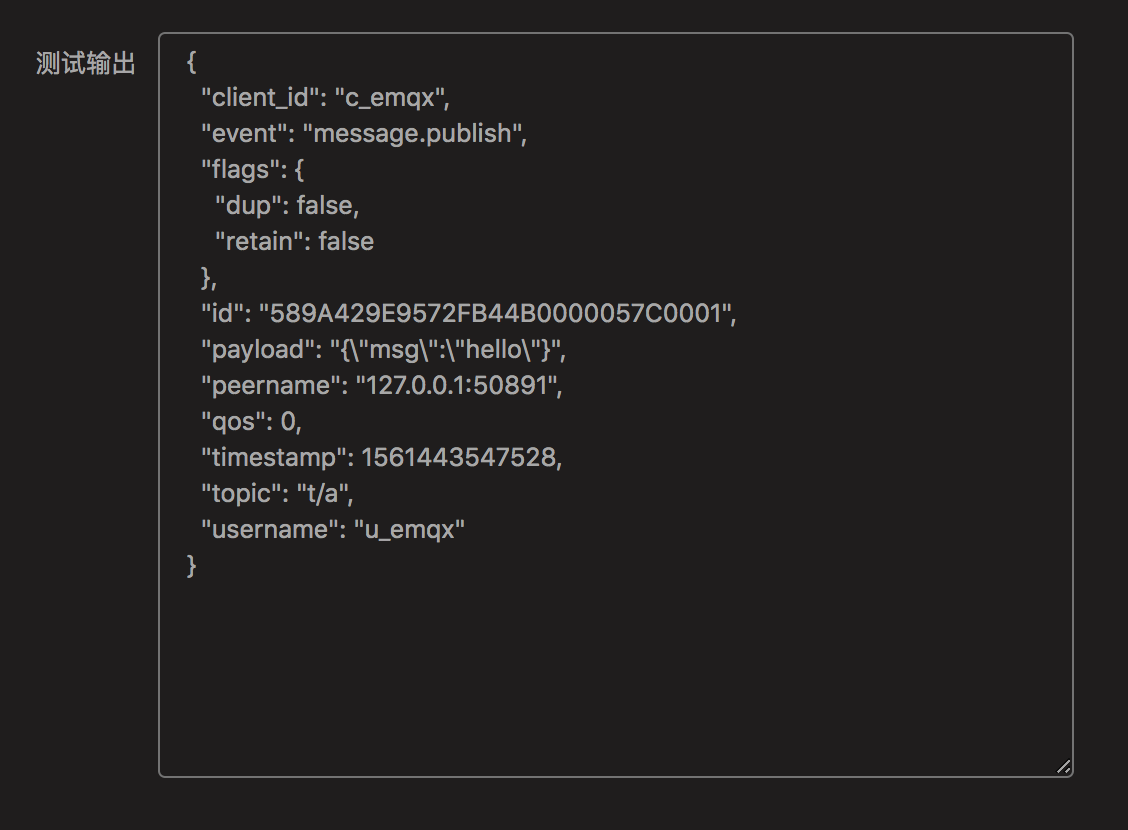 测试输出
{
  "client_id": "c_emqx",
  "event": "message.publish",
  "flags": {
    "dup": false,
    "retain": false
  },
  "id": "589A429E9572FB44B0000057C0001",
  "payload": "{\"msg\":\"hello\"}",
  "peername": "127.0.0.1:50891",
  "qos": 0,
  "timestamp": 1561443547528,
  "topic": "t/a",
  "username": "u_emqx"
}